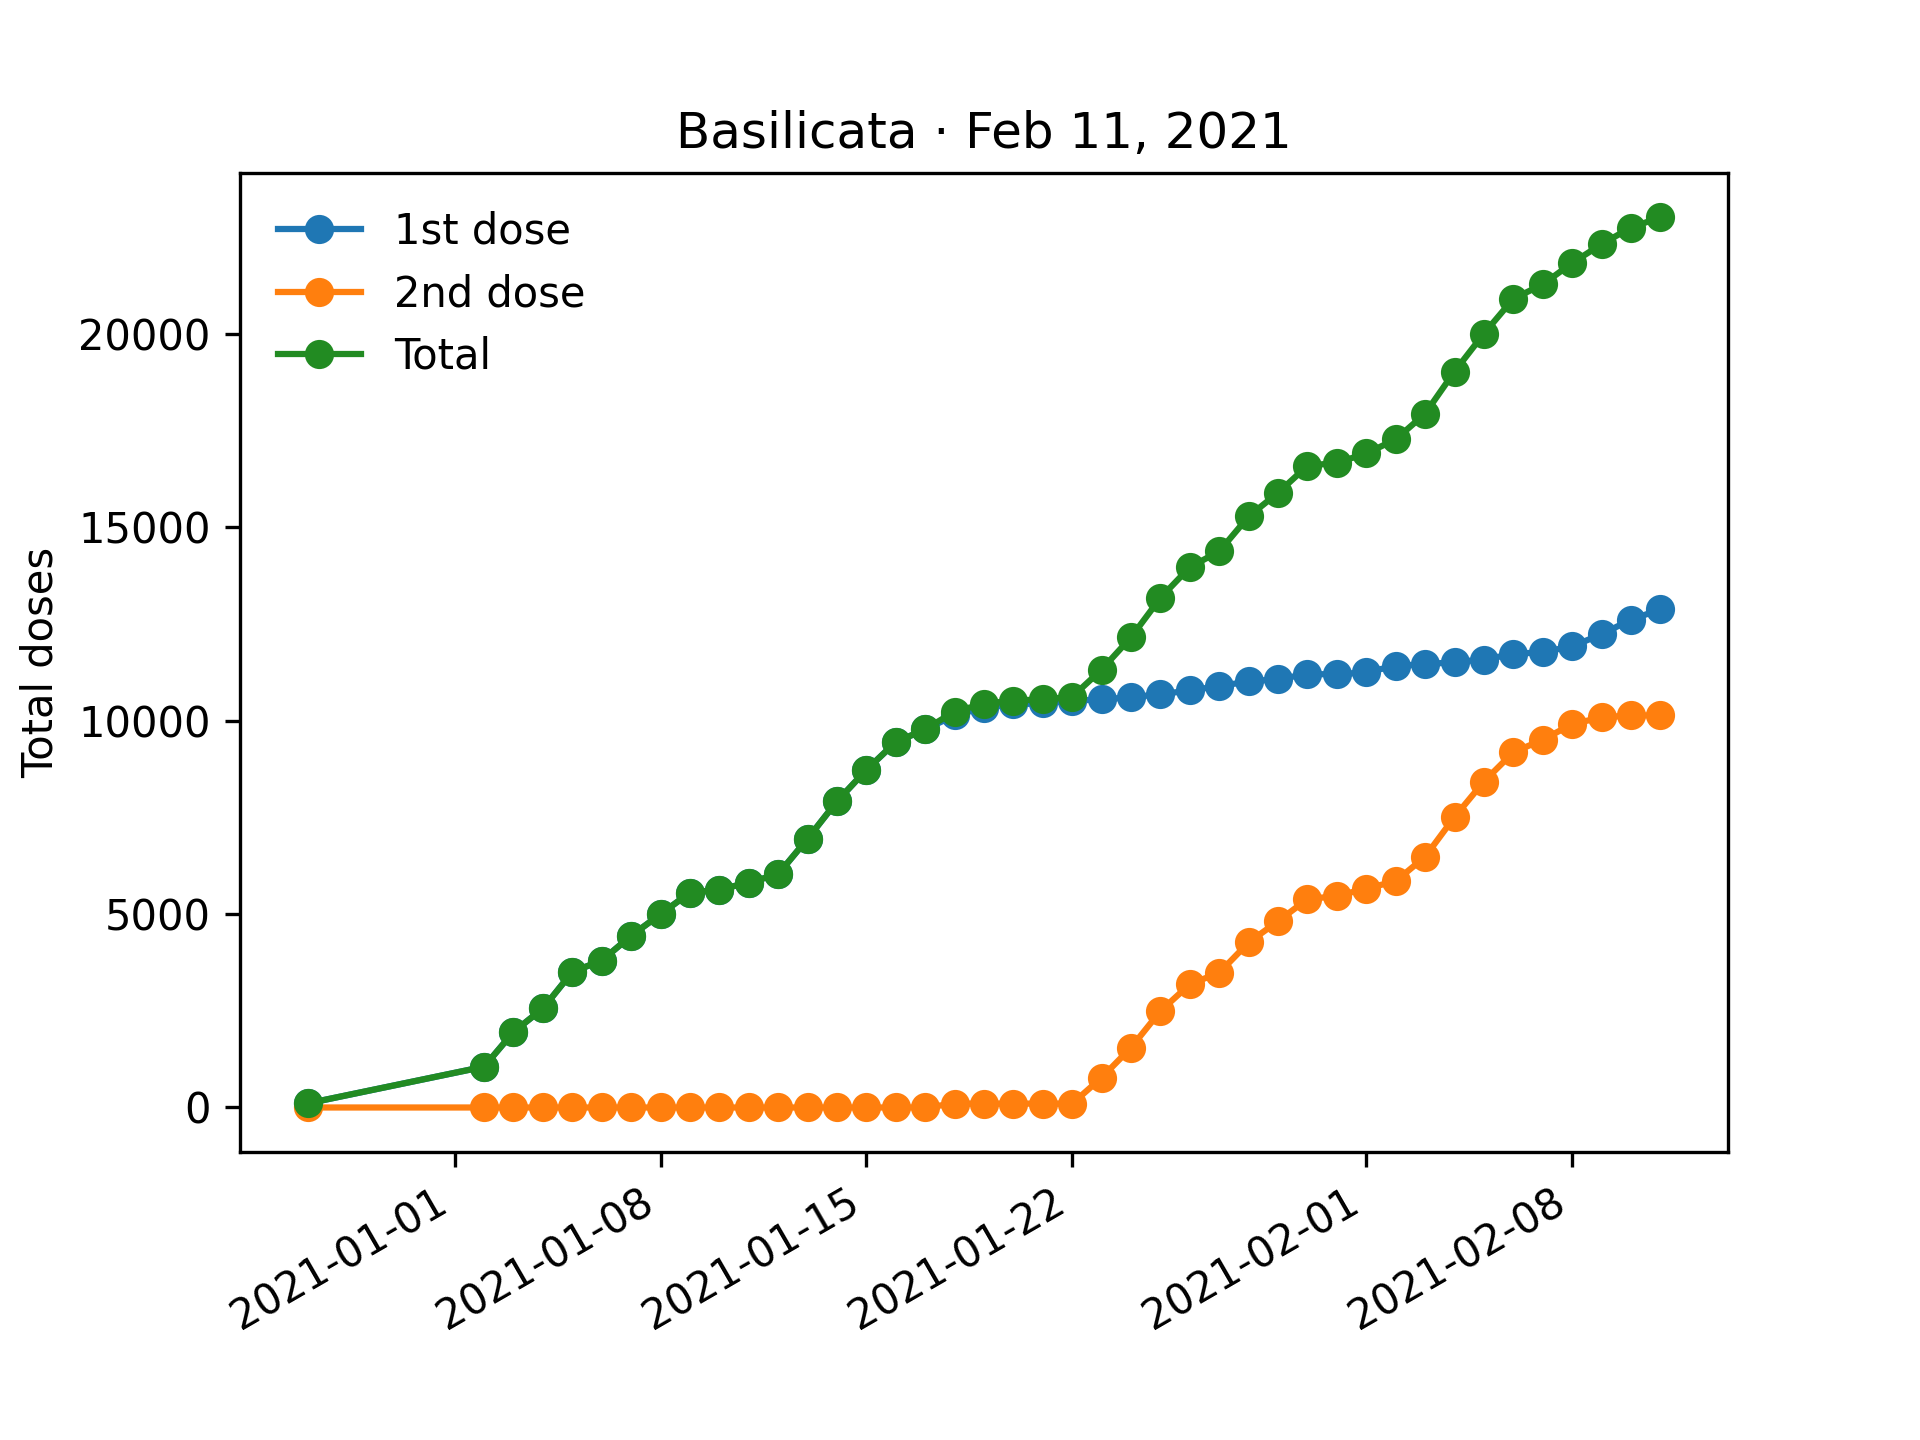 Basilicata · Feb 11, 2021
1st dose
2nd dose
Total
Total doses
20000
15000
10000
5000
0
2021-01-01
2021-01-08
2021-01-15
2021-01-22
2021-02-01
2021-02-08